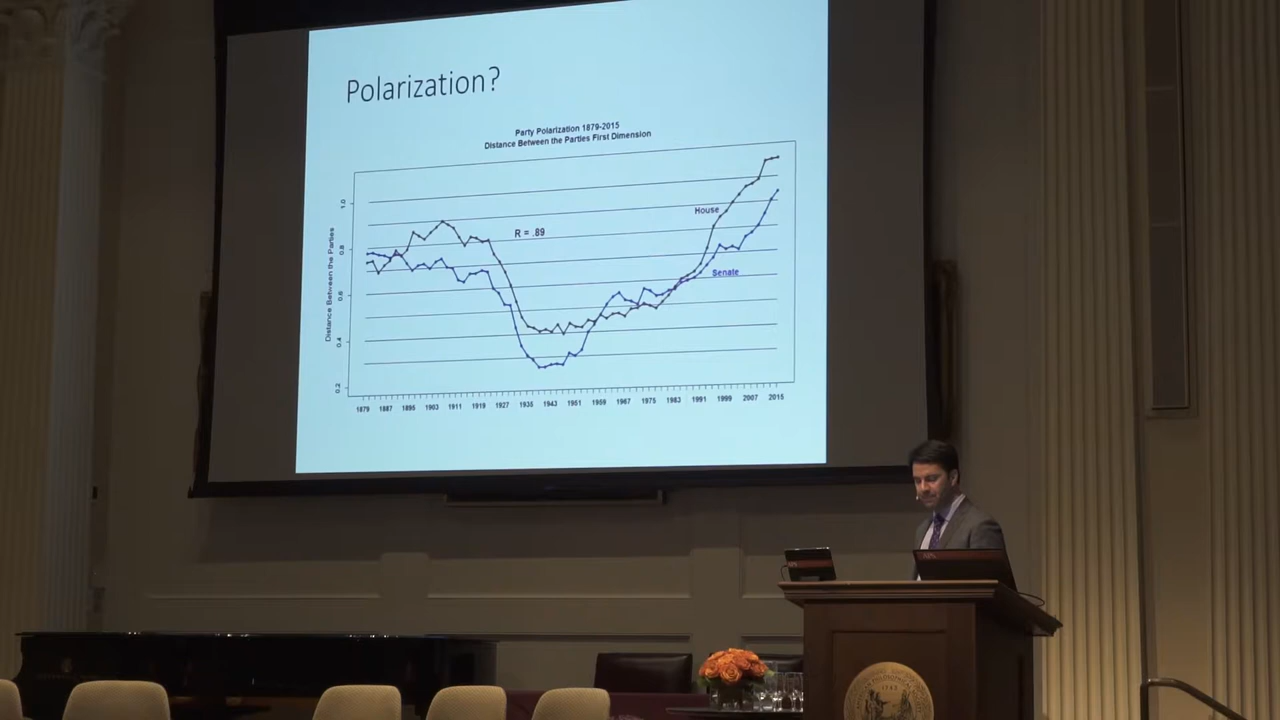 Polarization?
Party Polarization 1879-2015
Distance Between the Parties First Dimension
Distance Between the Parties
1.0
0.8
0.6
0.4
0.2
R = .89
House
Senate
1879 1887 1895 1903 1911 1919 1927 1935 1943 1951 1959 1967 1975 1983 1991 1999 2007 2015